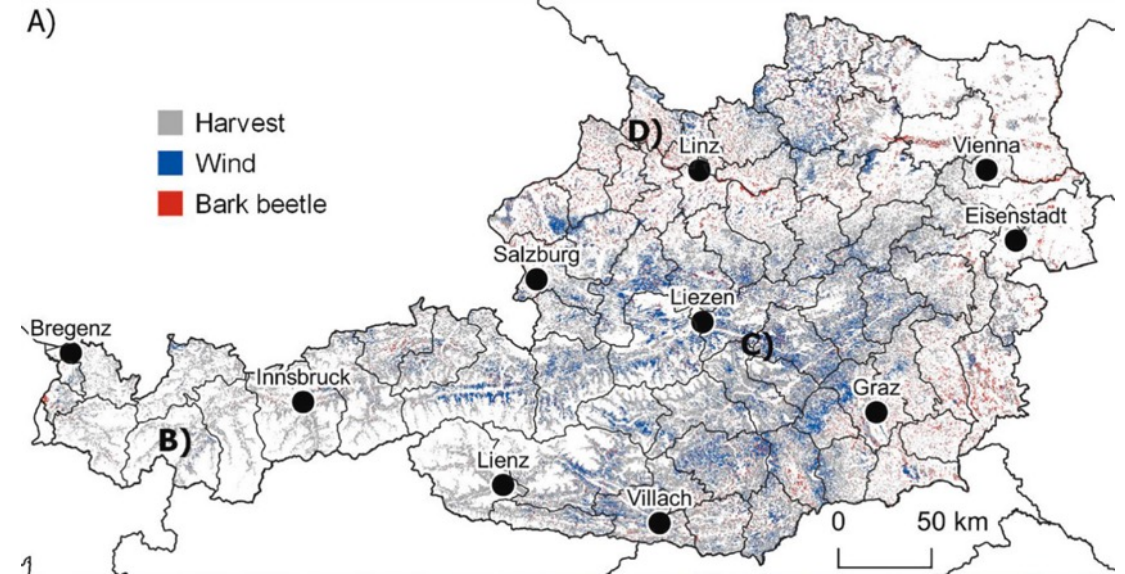 A)
Harvest
Wind
Bark beetle
D)
Linz
Vienna
Eisenstadt
Salzburg
Liezen
C)
Bregenz
Innsbruck
Graz
B)
Lienz
Villach
0 50 km